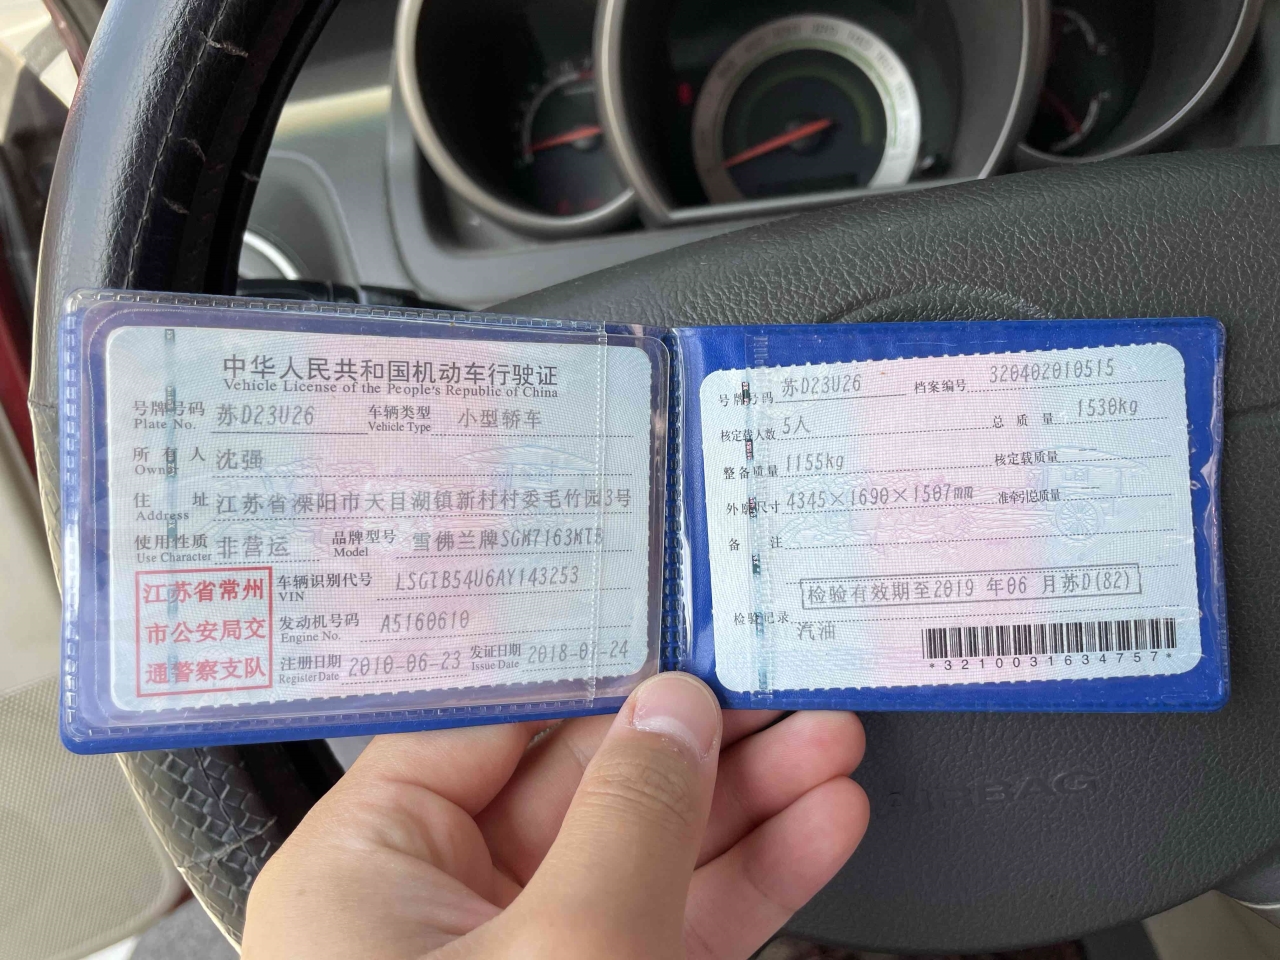 中华人民共和国机动车行驶证
Vehicle License of the People's Republic of China
号牌号码 苏D23U26 车辆类型 小型轿车
Plate No. Vehicle Type
所有人 沈强
Owner
住址 江苏省溧阳市天目湖镇新村村委毛竹园3号
Address
使用性质 非营运 品牌型号 雪佛兰牌SGM7163MTB
Use Character Model
江苏省常州
市公安局交
通警察支队
车辆识别代号 LSGTB54U6AY143253
VIN
发动机号码 A5160610
Engine No.
注册日期 2010-06-23 发证日期 2018-07-24
Register Date Issue Date
号牌号码 苏D23U26 档案编号 320402010515
核定载人数 5人 总质量 1530kg
整备质量 1155kg 核定载质量
外廓尺寸 4345×1690×1507mm 准牵引总质量
备注
检验有效期至2019 年06 月苏D(82)
检验记录
汽油
*3210031634757*
AIRBAG